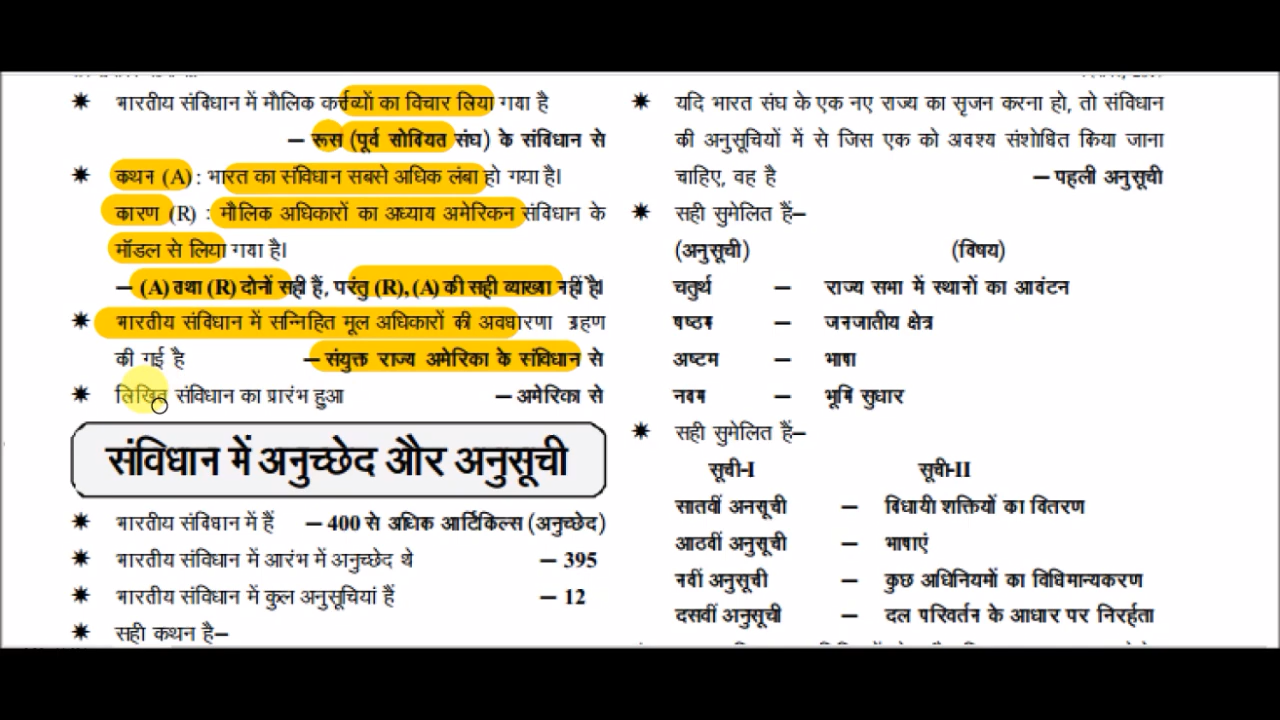 ✷ भारतीय संविधान में मौलिक कर्त्तव्यों का विचार लिया गया है
– रूस (पूर्व सोवियत संघ) के संविधान से
✷ कथन (A) : भारत का संविधान सबसे अधिक लंबा हो गया है।
कारण (R) : मौलिक अधिकारों का अध्याय अमेरिकन संविधान के
मॉडल से लिया गया है।
– (A) तथा (R) दोनों सही हैं, परंतु (R), (A) की सही व्याख्या नहीं है।
✷ भारतीय संविधान में सन्निहित मूल अधिकारों की अवधारणा ग्रहण
की गई है – संयुक्त राज्य अमेरिका के संविधान से
✷ लिखित संविधान का प्रारंभ हुआ – अमेरिका से
संविधान में अनुच्छेद और अनुसूची
✷ भारतीय संविधान में हैं – 400 से अधिक आर्टिकिल्स (अनुच्छेद)
✷ भारतीय संविधान में आरंभ में अनुच्छेद थे – 395
✷ भारतीय संविधान में कुल अनुसूचियां हैं – 12
✷ सही कथन है–
✷ यदि भारत संघ के एक नए राज्य का सृजन करना हो, तो संविधान
की अनुसूचियों में से जिस एक को अवश्य संशोधित किया जाना
चाहिए, वह है – पहली अनुसूची
✷ सही सुमेलित हैं–
(अनुसूची) (विषय)
चतुर्थ – राज्य सभा में स्थानों का आवंटन
षष्ठम – जनजातीय क्षेत्र
अष्टम – भाषा
नवम – भूमि सुधार
✷ सही सुमेलित हैं–
सूची-I सूची-II
सातवीं अनसूची – विधायी शक्तियों का वितरण
आठवीं अनुसूची – भाषाएं
नवीं अनुसूची – कुछ अधिनियमों का विधिमान्यकरण
दसवीं अनुसूची – दल परिवर्तन के आधार पर निरर्हता